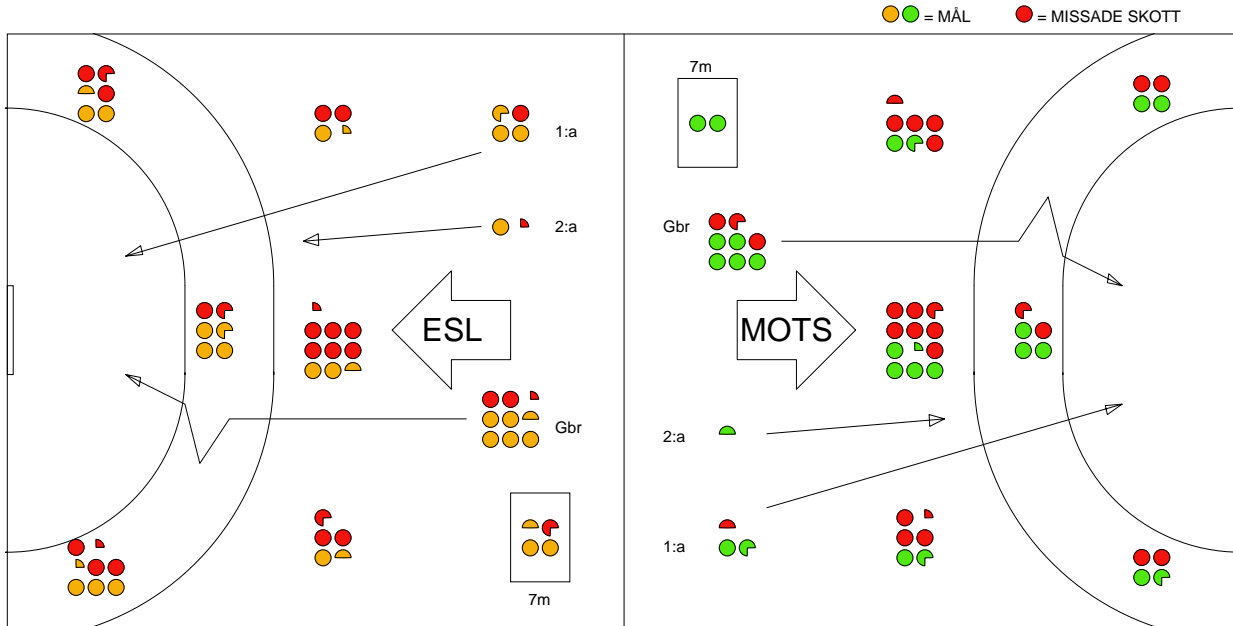 = MÅL = MISSADE SKOTT
1:a
2:a
ESL
Gbr
7m
7m
Gbr
MOTS
2:a
1:a